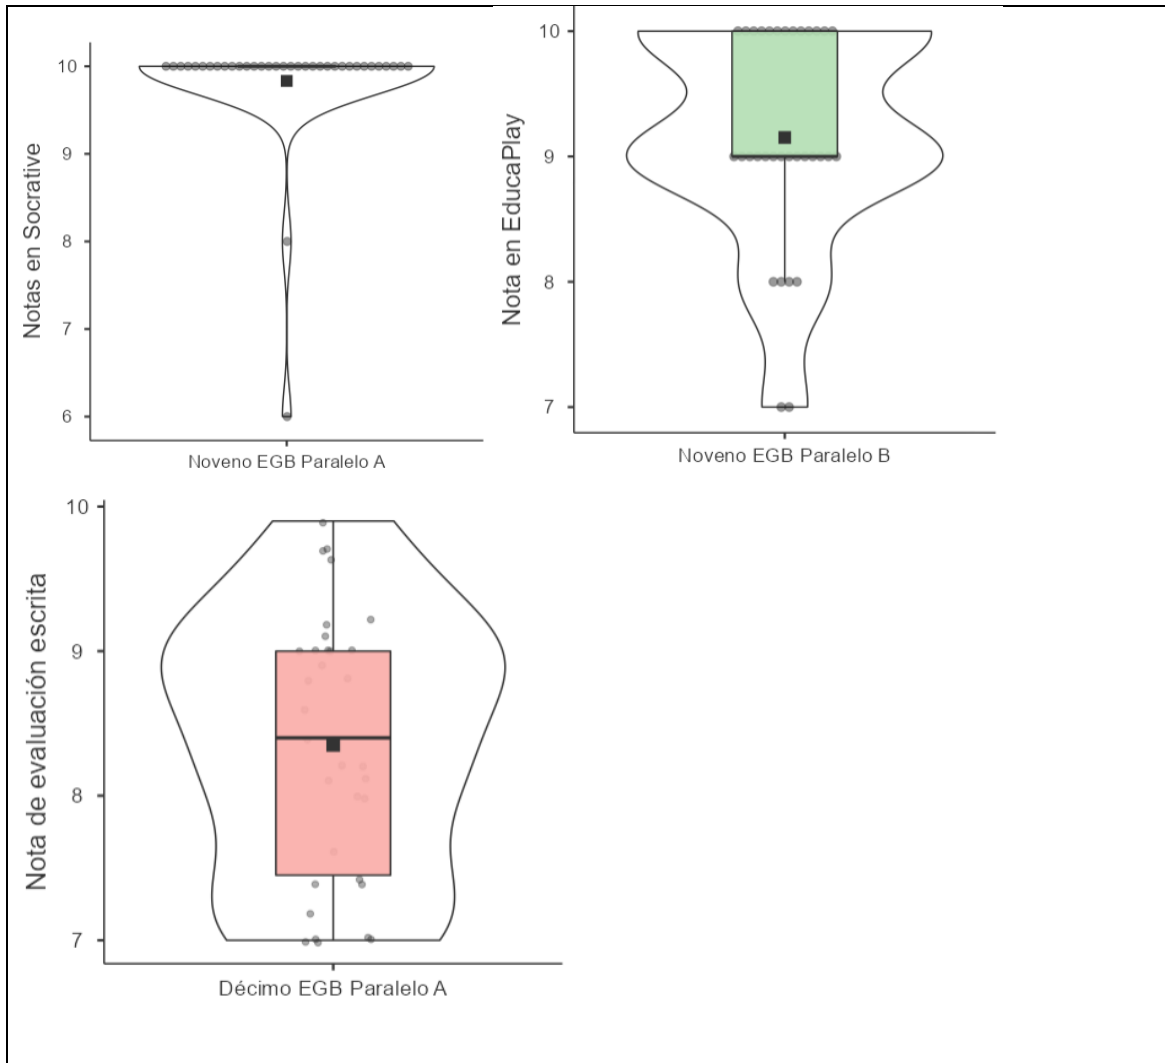 Notas en Socrative
10
9
8
7
6
Noveno EGB Paralelo A
Nota en EducaPlay
10
9
8
7
Noveno EGB Paralelo B
Nota de evaluación escrita
10
9
8
7
Décimo EGB Paralelo A